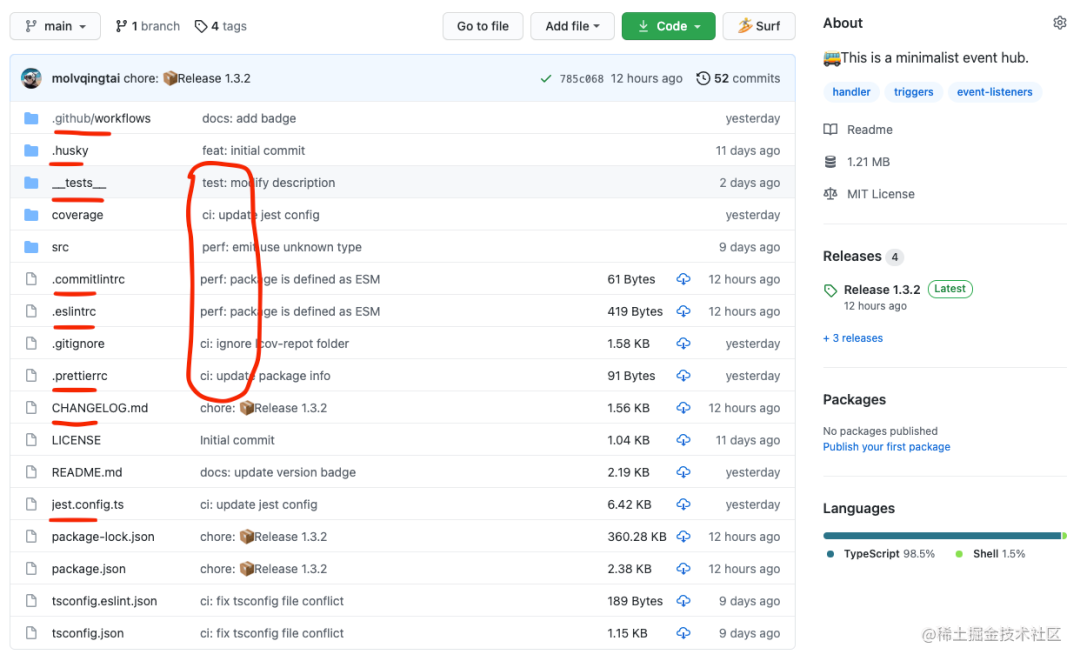 main
1 branch
4 tags
Go to file
Add file
Code
🏄 Surf
molvqingtai chore: 📦Release 1.3.2
785c068 12 hours ago
52 commits
.github/workflows docs: add badge yesterday
.husky feat: initial commit 11 days ago
__tests__ test: modify description 2 days ago
coverage ci: update jest config yesterday
src perf: emit use unknown type 9 days ago
.commitlintrc perf: package is defined as ESM 61 Bytes 12 hours ago
.eslintrc perf: package is defined as ESM 419 Bytes 12 hours ago
.gitignore ci: ignore lcov-repot folder 1.58 KB yesterday
.prettierrc ci: update package info 91 Bytes yesterday
CHANGELOG.md chore: 📦Release 1.3.2 1.56 KB 12 hours ago
LICENSE Initial commit 1.04 KB 11 days ago
README.md docs: update version badge 2.19 KB yesterday
jest.config.ts ci: update jest config 6.42 KB yesterday
package-lock.json chore: 📦Release 1.3.2 360.28 KB 12 hours ago
package.json chore: 📦Release 1.3.2 2.38 KB 12 hours ago
tsconfig.eslint.json ci: fix tsconfig file conflict 189 Bytes 9 days ago
tsconfig.json ci: fix tsconfig file conflict 1.15 KB 9 days ago
About
🚌This is a minimalist event hub.
handler triggers event-listeners
Readme
1.21 MB
MIT License
Releases 4
Release 1.3.2 Latest
12 hours ago
+ 3 releases
Packages
No packages published
Publish your first package
Languages
TypeScript 98.5% Shell 1.5%
@稀土掘金技术社区